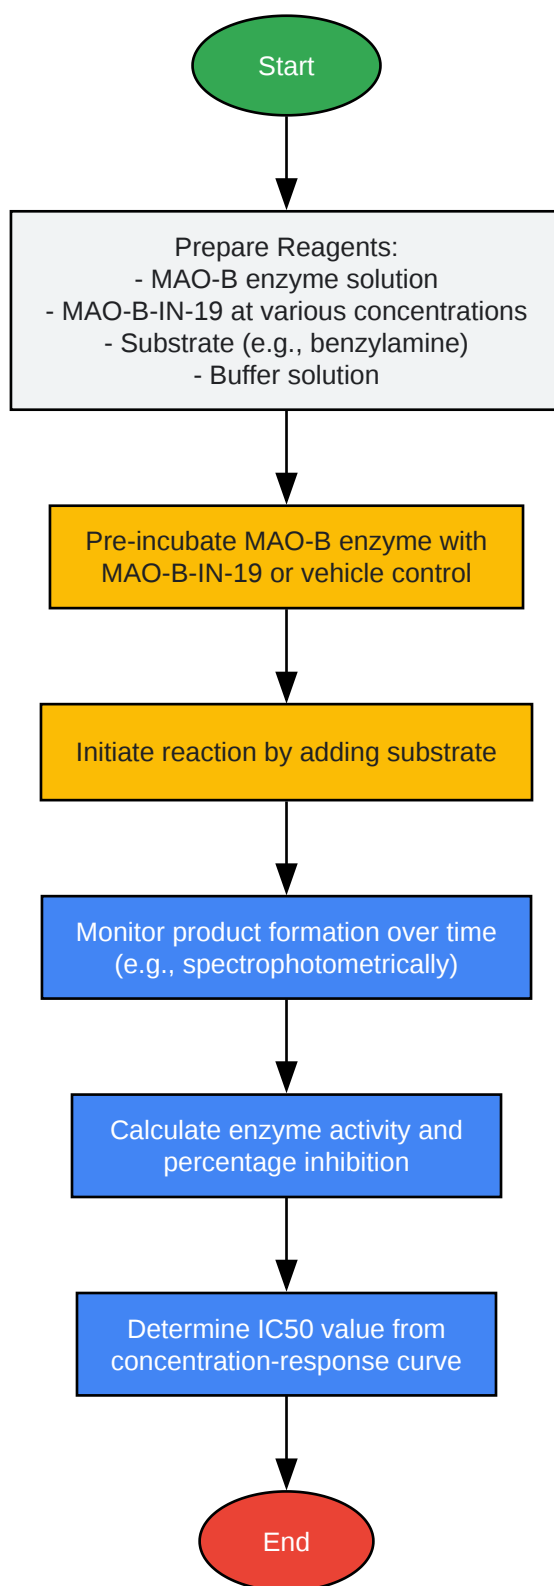 Start
Prepare Reagents:
- MAO-B enzyme solution
- MAO-B-IN-19 at various concentrations
- Substrate (e.g., benzylamine)
- Buffer solution
Pre-incubate MAO-B enzyme with
MAO-B-IN-19 or vehicle control
Initiate reaction by adding substrate
Monitor product formation over time
(e.g., spectrophotometrically)
Calculate enzyme activity and
percentage inhibition
Determine IC50 value from
concentration-response curve
End